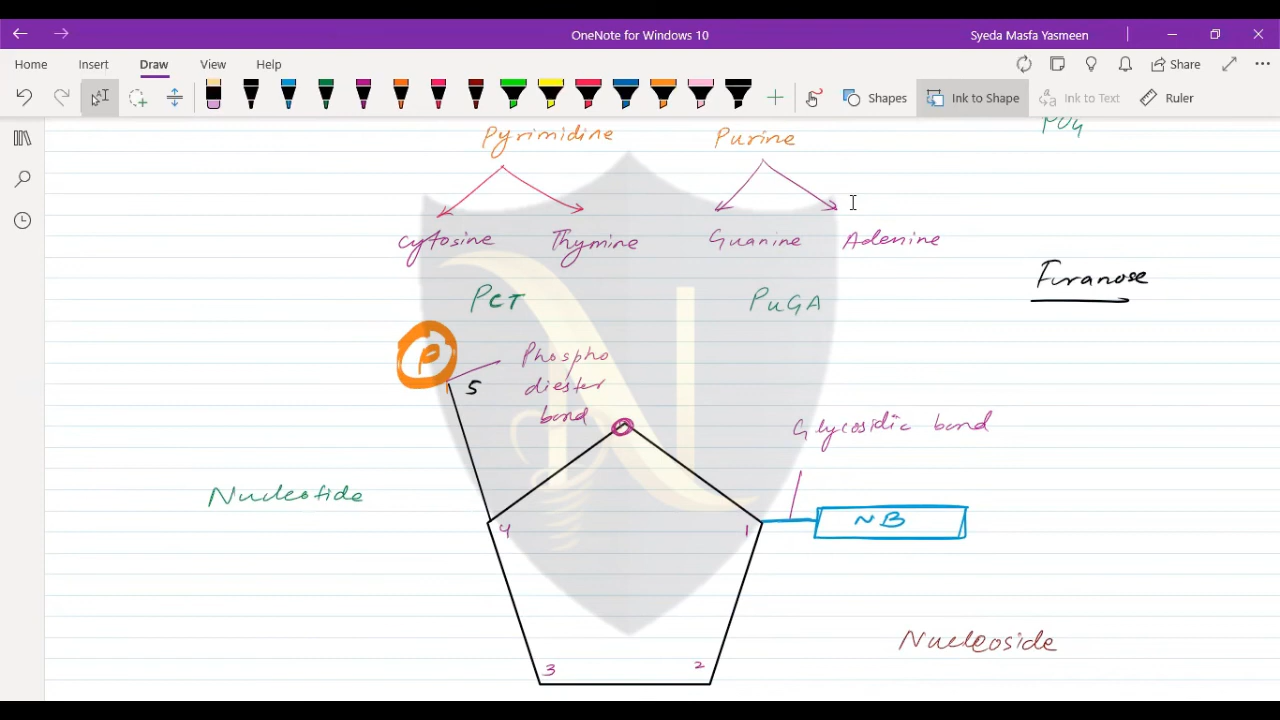 OneNote for Windows 10
Syeda Masfa Yasmeen
Home Insert Draw View Help
Share
Shapes
Ink to Shape
Ink to Text
Ruler
PO4
Pyrimidine
Purine
Cytosine
Thymine
Guanine
Adenine
Furanose
PCT
PuGA
P
5
Phospho
diester
bond
Glycosidic bond
Nucleotide
NB
4
1
Nucleoside
3
2